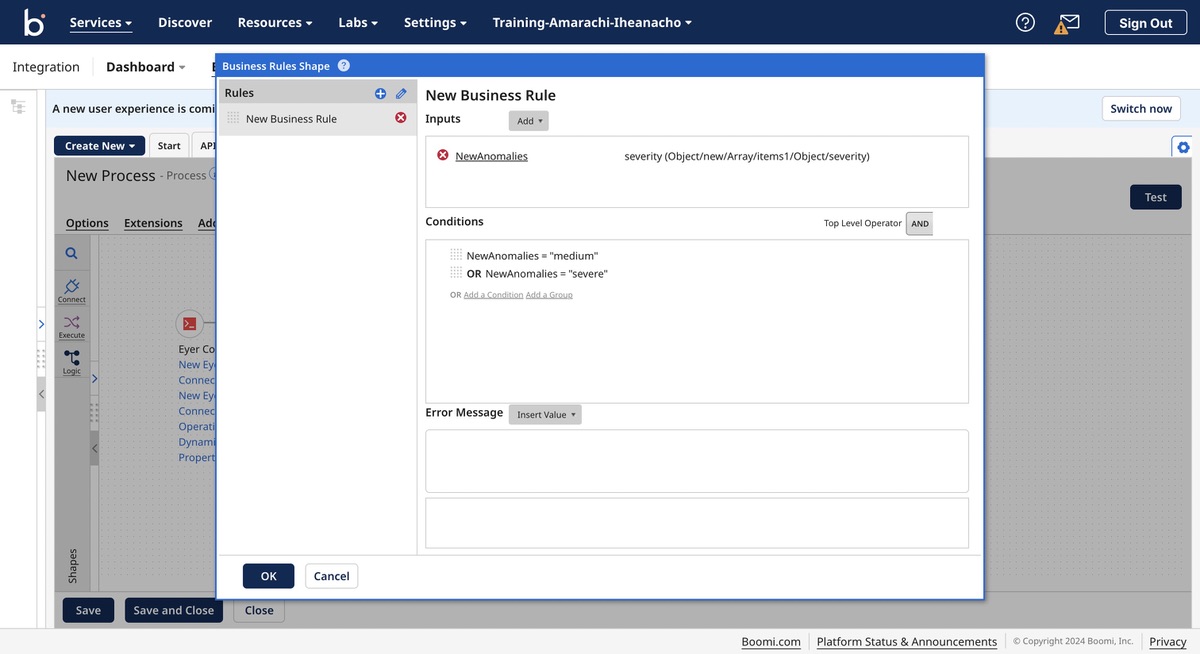 b Services Discover Resources Labs Settings Training-Amarachi-Iheanacho ? Sign Out
Integration Dashboard
Business Rules Shape ?
A new user experience is comi
Switch now
Create New Start API
New Process - Process
Test
Options Extensions Add
Connect
Execute
Logic
Shapes
Eyer Co
New Eye
Connec
New Eye
Connec
Operati
Dynami
Propert
Rules
New Business Rule
New Business Rule
Inputs Add
NewAnomalies severity (Object/new/Array/items1/Object/severity)
Conditions Top Level Operator AND
NewAnomalies = "medium"
OR NewAnomalies = "severe"
OR Add a Condition Add a Group
Error Message Insert Value
OK Cancel
Save Save and Close Close
Boomi.com Platform Status & Announcements © Copyright 2024 Boomi, Inc. Privacy